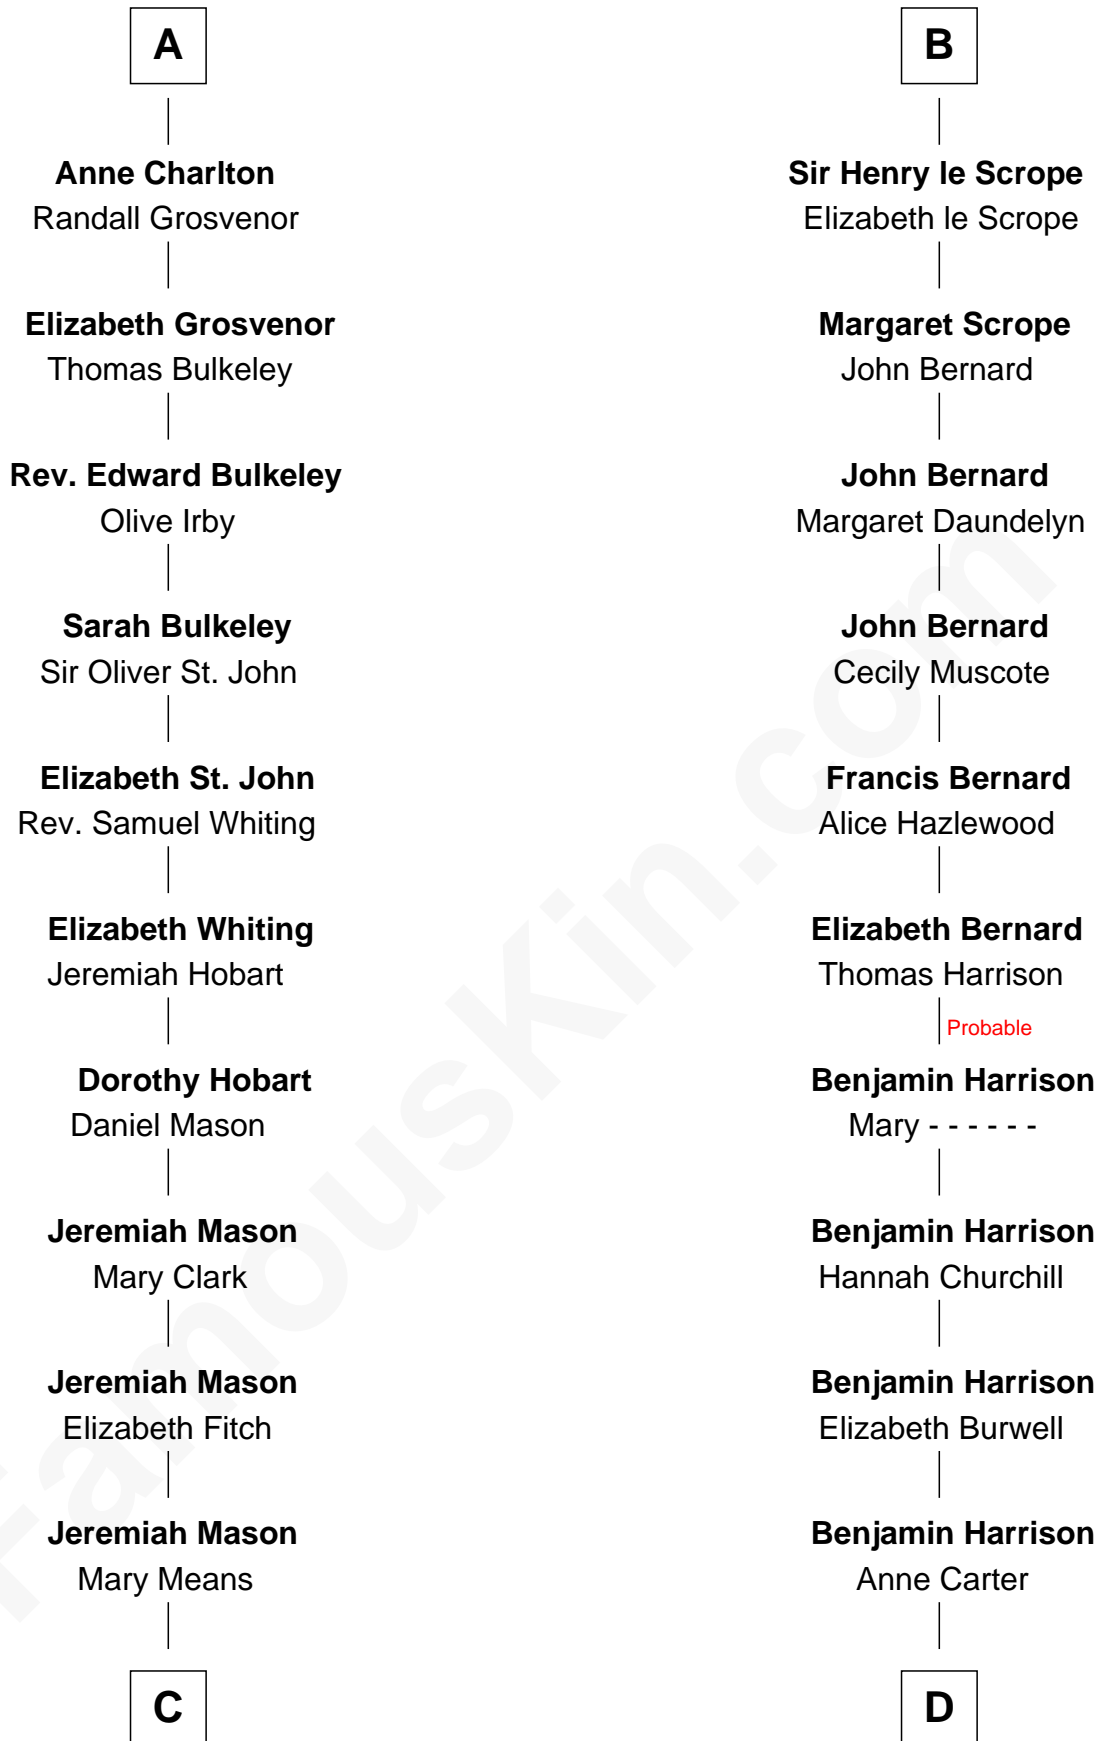 A
Anne Charlton
Randall Grosvenor
Elizabeth Grosvenor
Thomas Bulkeley
Rev. Edward Bulkeley
Olive Irby
Sarah Bulkeley
Sir Oliver St. John
Elizabeth St. John
Rev. Samuel Whiting
Elizabeth Whiting
Jeremiah Hobart
Dorothy Hobart
Daniel Mason
Jeremiah Mason
Mary Clark
Jeremiah Mason
Elizabeth Fitch
Jeremiah Mason
Mary Means
C
B
Sir Henry le Scrope
Elizabeth le Scrope
Margaret Scrope
John Bernard
John Bernard
Margaret Daundelyn
John Bernard
Cecily Muscote
Francis Bernard
Alice Hazlewood
Elizabeth Bernard
Thomas Harrison
Probable
Benjamin Harrison
Mary - - - - - -
Benjamin Harrison
Hannah Churchill
Benjamin Harrison
Elizabeth Burwell
Benjamin Harrison
Anne Carter
D
FamousKin.com